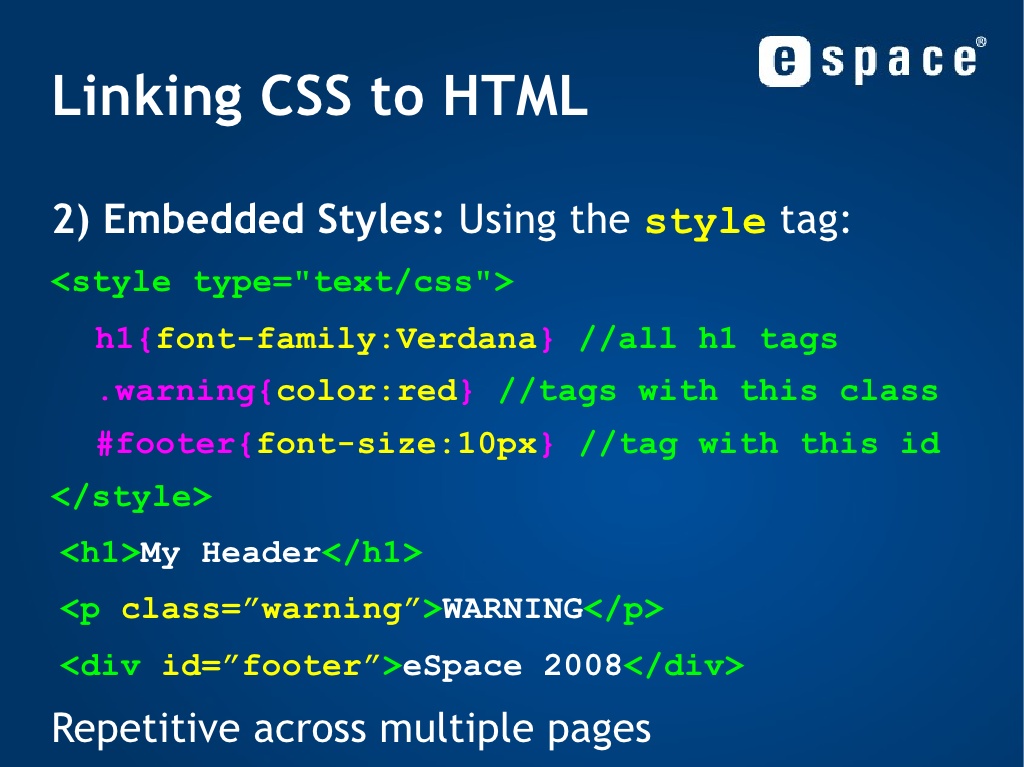 e space®
Linking CSS to HTML
2) Embedded Styles: Using the style tag:
<style type="text/css">
h1{font-family:Verdana} //all h1 tags
.warning{color:red} //tags with this class
#footer{font-size:10px} //tag with this id
</style>
<h1>My Header</h1>
<p class=”warning”>WARNING</p>
<div id=”footer”>eSpace 2008</div>
Repetitive across multiple pages